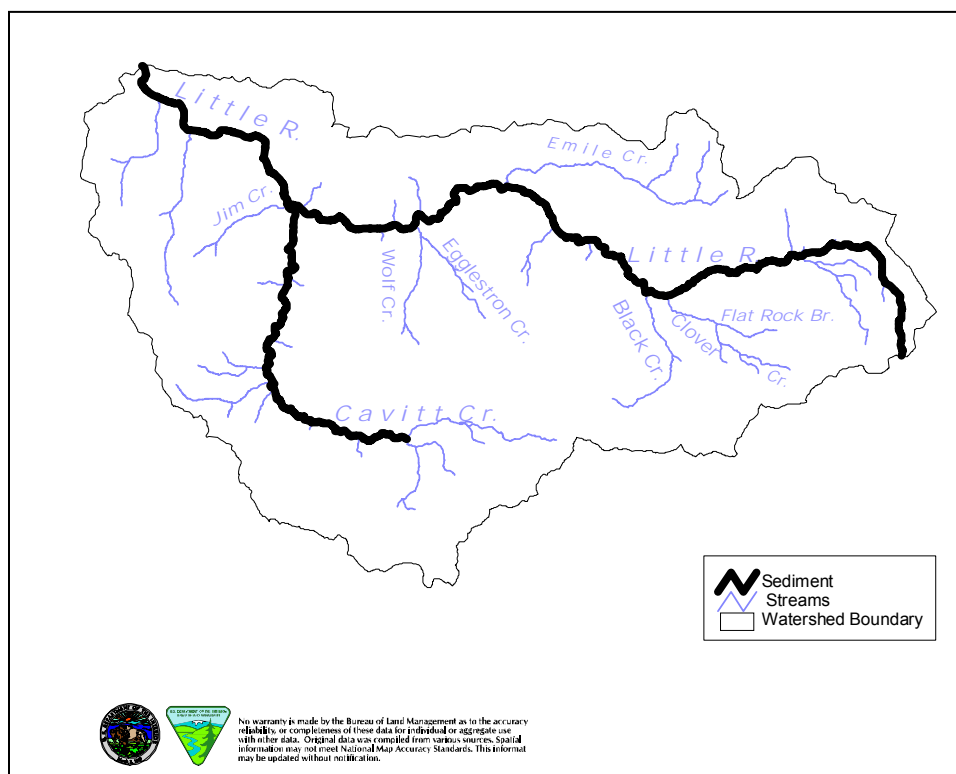 Little R.
Emile Cr.
Jim Cr.
Wolf Cr.
Egglestron Cr.
Little R.
Black Cr.
Clover
Cr.
Flat Rock Br.
Cavitt Cr.
Sediment
Streams
Watershed Boundary
No warranty is made by the Bureau of Land Management as to the accuracy
reliability, or completeness of these data for individual or aggregate use
with other data. Original data was compiled from various sources. Spatial
information may not meet National Map Accuracy Standards. This informat
may be updated without notification.